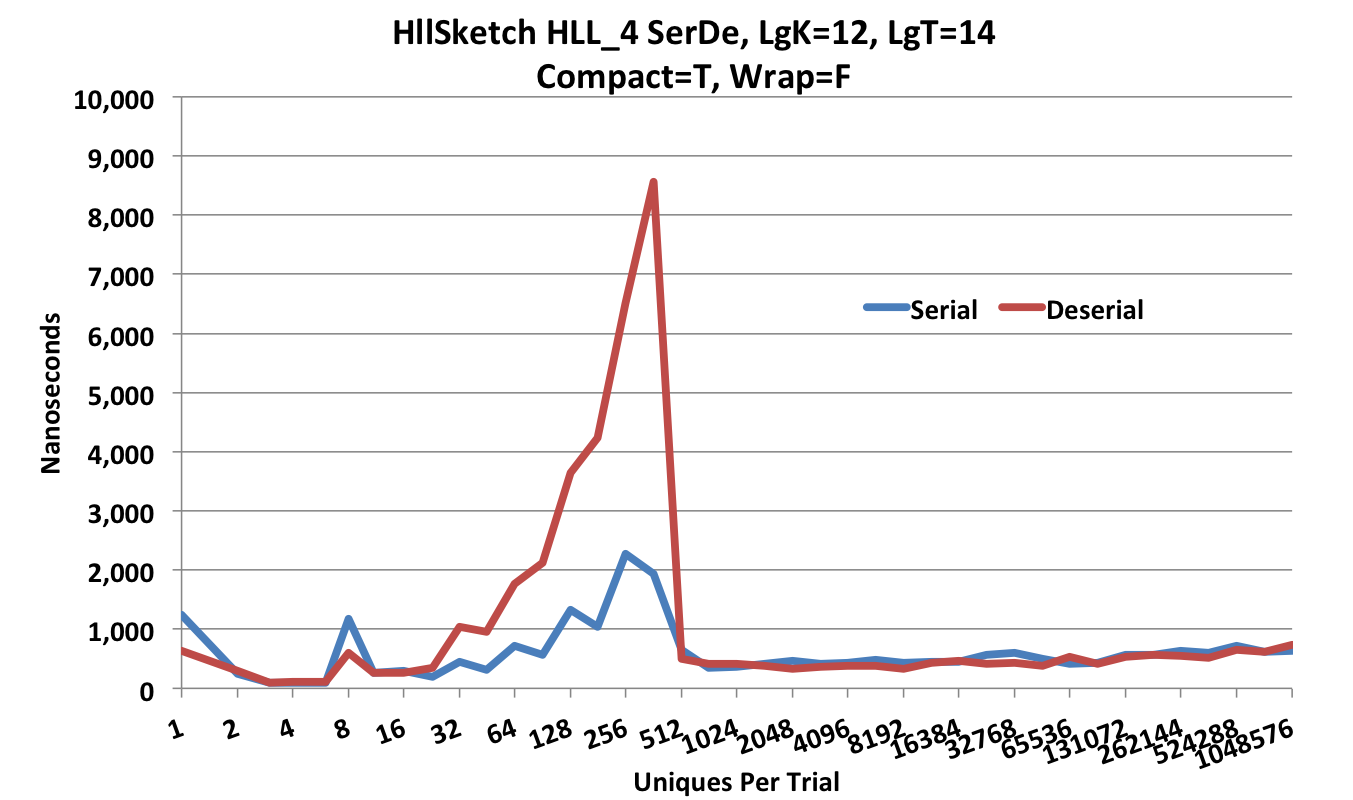 HllSketch HLL_4 SerDe, LgK=12, LgT=14
Compact=T, Wrap=F
10,000
9,000
8,000
7,000
6,000
5,000
4,000
3,000
2,000
1,000
0
Nanoseconds
Serial Deserial
1 2 4 8 16 32 64 128 256 512 1024 2048 4096 8192 16384 32768 65536 131072 262144 524288 1048576
Uniques Per Trial